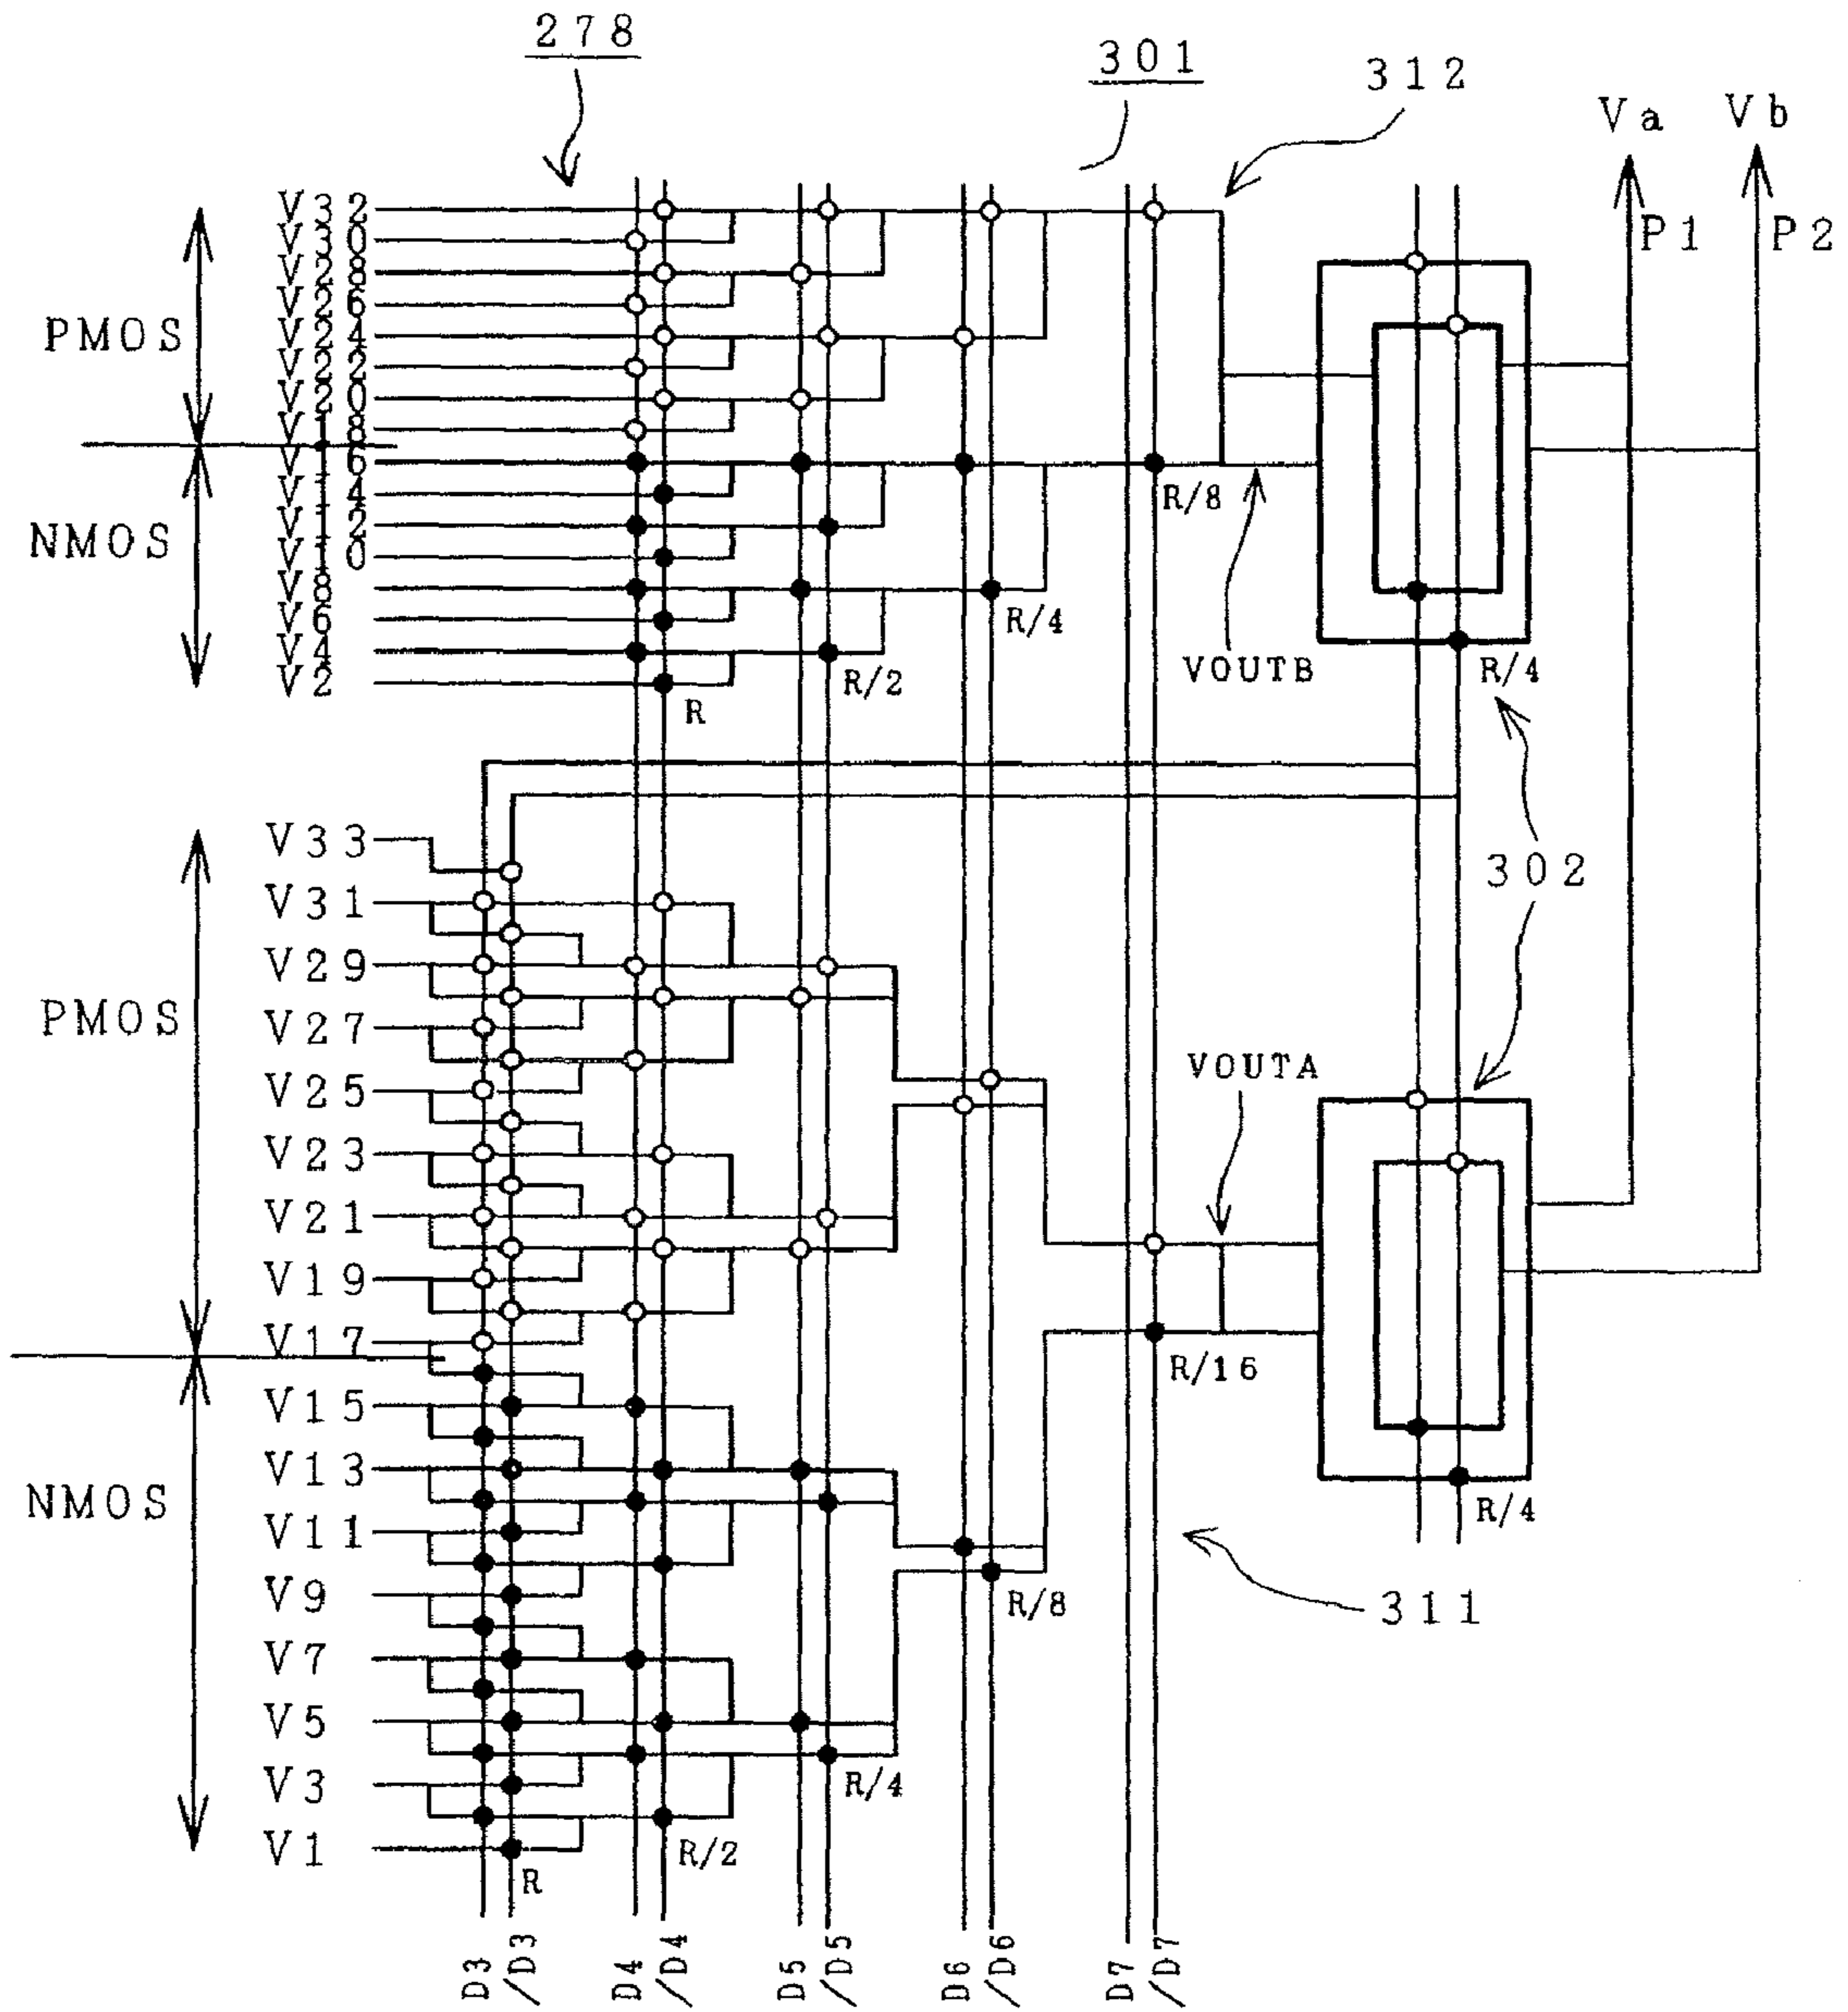 278
301
312
Va
Vb
P1
P2
V32
V30
V28
V26
V24
V22
V20
V18
V16
V14
V12
V10
V8
V6
V4
V2
PMOS
NMOS
R/8
R/4
R/2
R
VOUTB
R/4
302
V33
V31
V29
V27
V25
V23
V21
V19
V17
V15
V13
V11
V9
V7
V5
V3
V1
PMOS
NMOS
VOUTA
R/16
R/4
R/8
311
R/4
R/2
R
D3
/D3
D4
/D4
D5
/D5
D6
/D6
D7
/D7